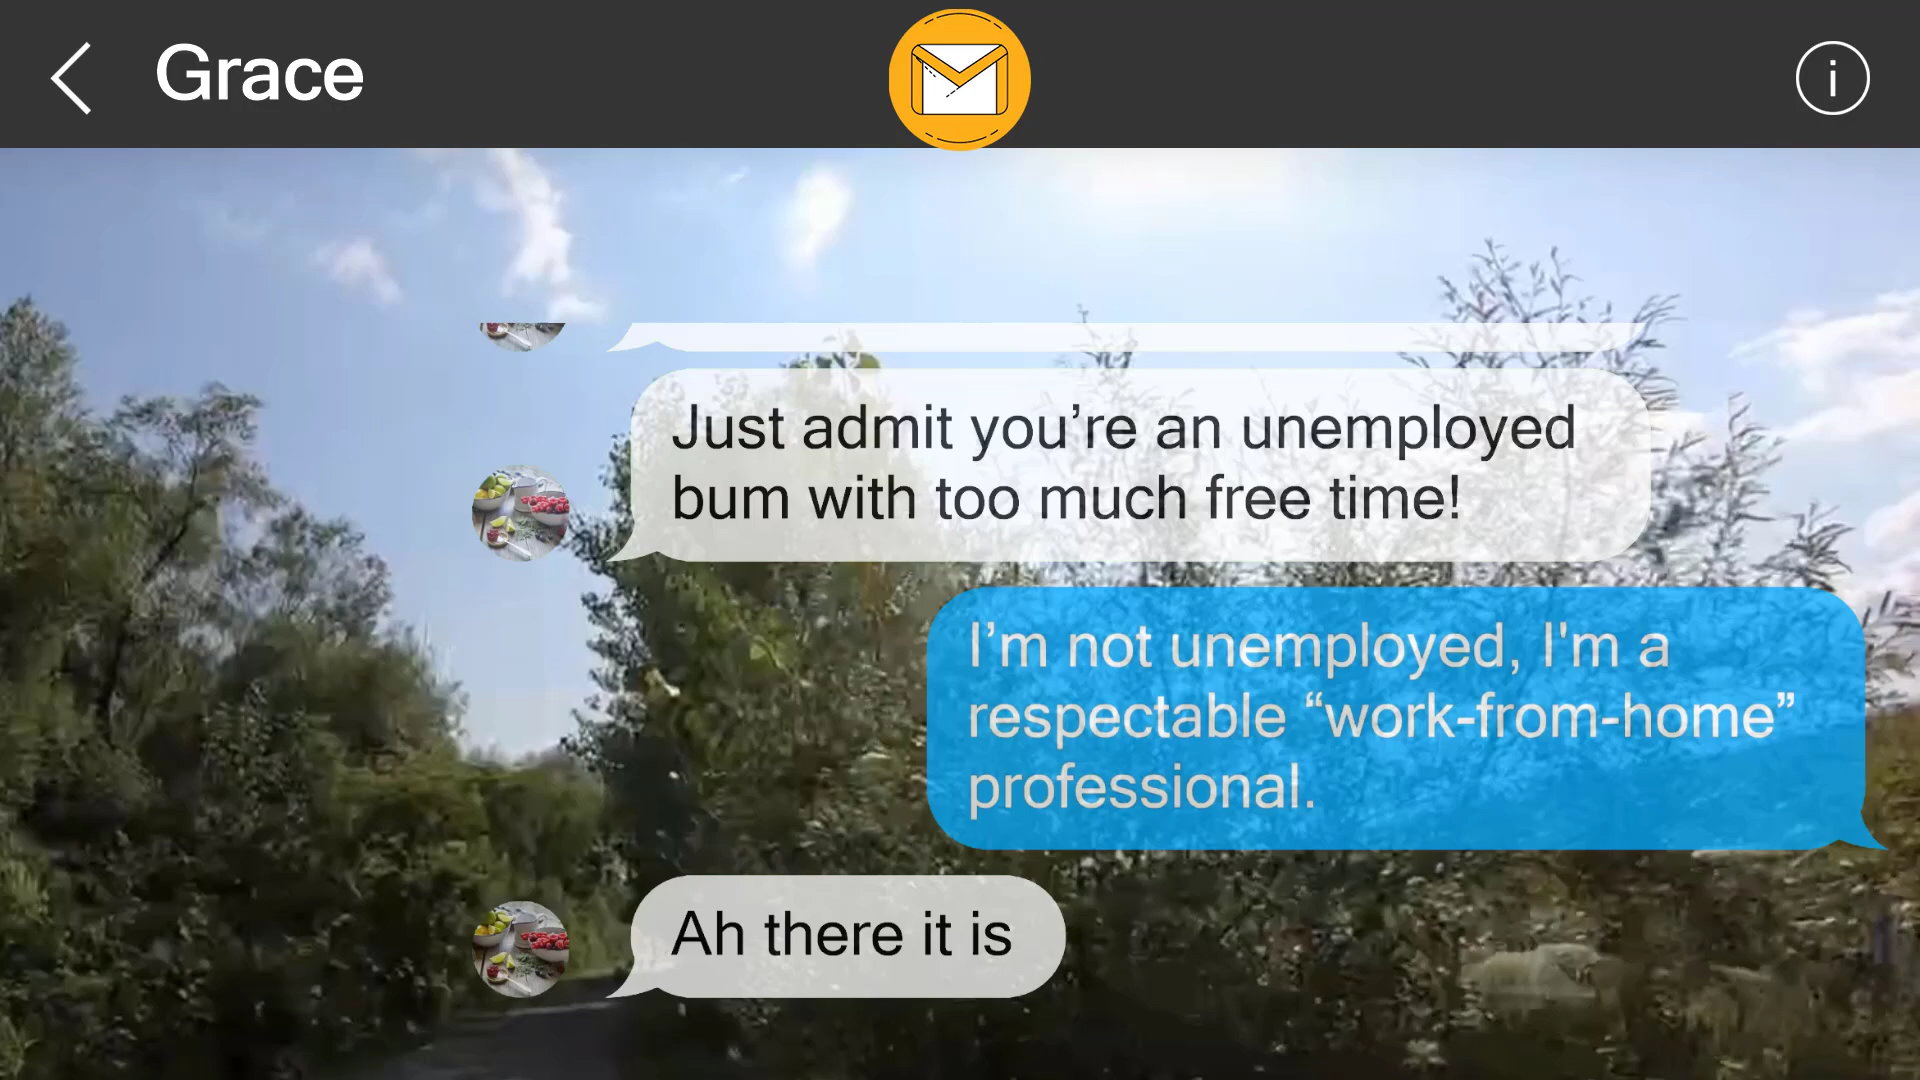 Grace
i
Just admit you’re an unemployed
bum with too much free time!
I’m not unemployed, I'm a
respectable “work-from-home”
professional.
Ah there it is